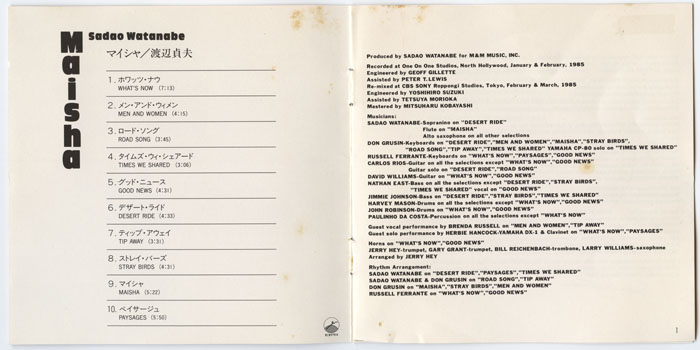 Maisha
Sadao Watanabe
マイシャ／渡辺貞夫
1. ホワッツ・ナウ
WHAT'S NOW (7:13)
2. メン・アンド・ウィメン
MEN AND WOMEN (4:15)
3. ロード・ソング
ROAD SONG (3:45)
4. タイムズ・ウィ・シェアード
TIMES WE SHARED (3:06)
5. グッド・ニュース
GOOD NEWS (4:31)
6. デザート・ライド
DESERT RIDE (4:33)
7. ティップ・アウェイ
TIP AWAY (3:31)
8. ストレイ・バーズ
STRAY BIRDS (4:31)
9. マイシャ
MAISHA (5:22)
10. ペイサージュ
PAYSAGES (5:50)
Produced by SADAO WATANABE for M&M MUSIC, INC.
Recorded at One On One Studios, North Hollywood, January & February, 1985
Engineered by GEOFF GILLETTE
Assisted by PETER T.LEWIS
Re-mixed at CBS SONY Roppongi Studios, Tokyo, February & March, 1985
Engineered by YOSHIHIRO SUZUKI
Assisted by TETSUYA MORIOKA
Mastered by MITSUHARU KOBAYASHI
Musicians:
SADAO WATANABE-Sopranino on "DESERT RIDE"
Flute on "MAISHA"
Alto saxophone on all other selections
DON GRUSIN-Keyboards on "DESERT RIDE","MEN AND WOMEN","MAISHA","STRAY BIRDS",
"ROAD SONG","TIP AWAY","TIMES WE SHARED" YAMAHA CP-80 solo on "TIMES WE SHARED"
RUSSELL FERRANTE-Keyboards on "WHAT'S NOW","PAYSAGES","GOOD NEWS"
CARLOS RIOS-Guitar on all the selections except "WHAT'S NOW","GOOD NEWS"
Guitar solo on "DESERT RIDE","ROAD SONG"
DAVID WILLIAMS-Guitar on "WHAT'S NOW","GOOD NEWS"
NATHAN EAST-Bass on all the selections except "DESERT RIDE","STRAY BIRDS",
"TIMES WE SHARED" vocal on "GOOD NEWS"
JIMMIE JOHNSON-Bass on "DESERT RIDE","STRAY BIRDS","TIMES WE SHARED"
HARVEY MASON-Drums on all the selections except "WHAT'S NOW","GOOD NEWS"
JOHN ROBINSON-Drums on "WHAT'S NOW","GOOD NEWS"
PAULINHO DA COSTA-Percussion on all the selections except "WHAT'S NOW"
Guest vocal performance by BRENDA RUSSELL on "MEN AND WOMEN","TIP AWAY"
Guest solo performance by HERBIE HANCOCK-YAMAHA DX-1 & Clavinet on "WHAT'S NOW","PAYSAGES"
Horns on "WHAT'S NOW","GOOD NEWS"
JERRY HEY-trumpet, GARY GRANT-trumpet, BILL REICHENBACH-trombone, LARRY WILLIAMS-saxophone
Arranged by JERRY HEY
Rhythm Arrangement:
SADAO WATANABE on "DESERT RIDE","PAYSAGES","TIMES WE SHARED"
SADAO WATANABE & DON GRUSIN on "ROAD SONG","TIP AWAY"
DON GRUSIN on "MAISHA","STRAY BIRDS","MEN AND WOMEN"
RUSSELL FERRANTE on "WHAT'S NOW","GOOD NEWS"
1